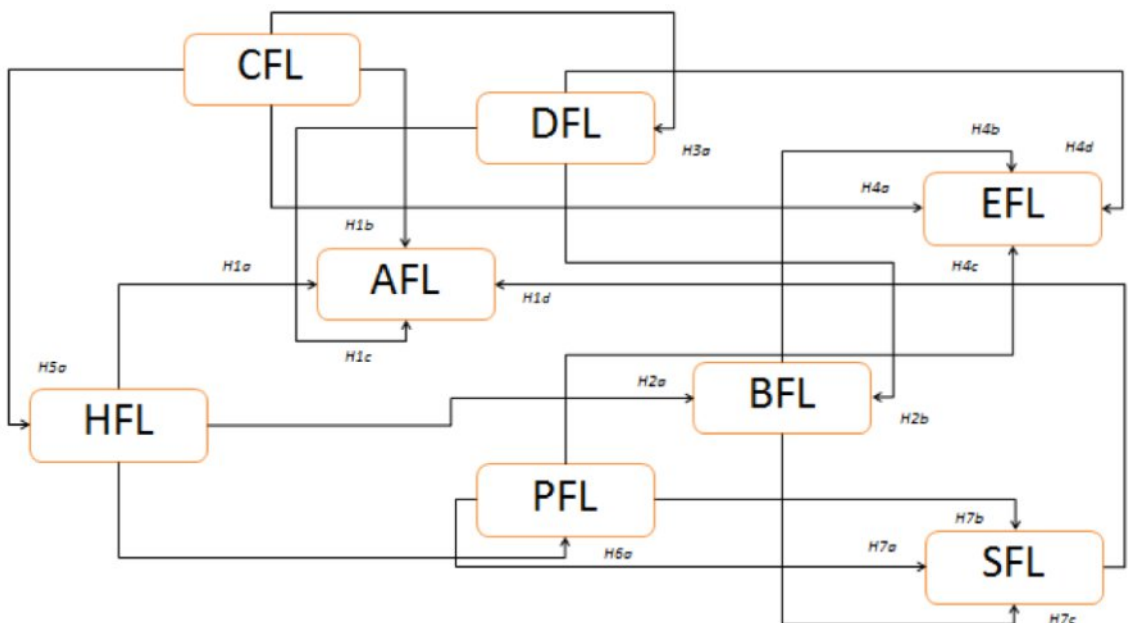 CFL
DFL
H3a
H4b
H4d
H4a
EFL
H1b
H1a
AFL
H1d
H4c
H1c
H5a
H2a
BFL
HFL
H2b
PFL
H7b
H6a
H7a
SFL
H7c